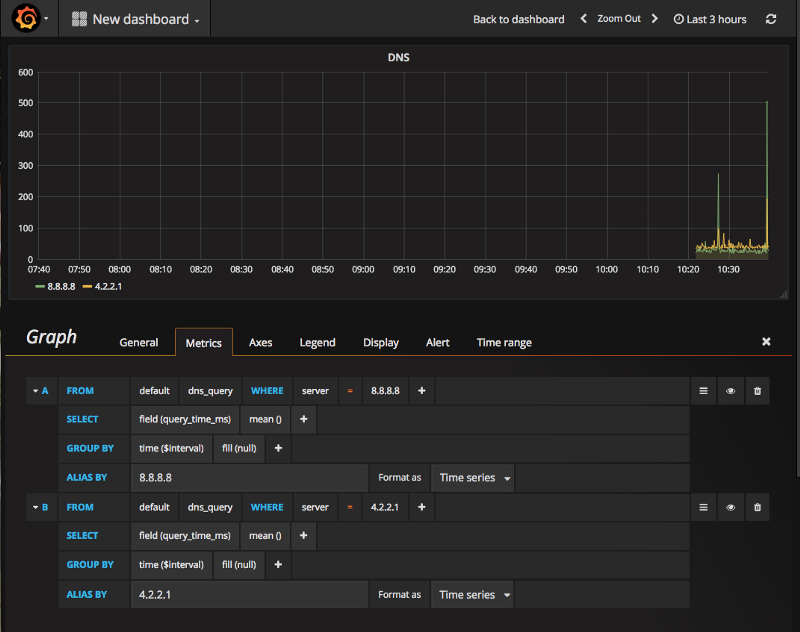 New dashboard Back to dashboard Zoom Out Last 3 hours
DNS
600
500
400
300
200
100
0
07:40 07:50 08:00 08:10 08:20 08:30 08:40 08:50 09:00 09:10 09:20 09:30 09:40 09:50 10:00 10:10 10:20 10:30
8.8.8.8 4.2.2.1
Graph General Metrics Axes Legend Display Alert Time range
A FROM default dns_query WHERE server = 8.8.8.8 +
SELECT field (query_time_ms) mean () +
GROUP BY time ($interval) fill (null) +
ALIAS BY 8.8.8.8 Format as Time series
B FROM default dns_query WHERE server = 4.2.2.1 +
SELECT field (query_time_ms) mean () +
GROUP BY time ($interval) fill (null) +
ALIAS BY 4.2.2.1 Format as Time series